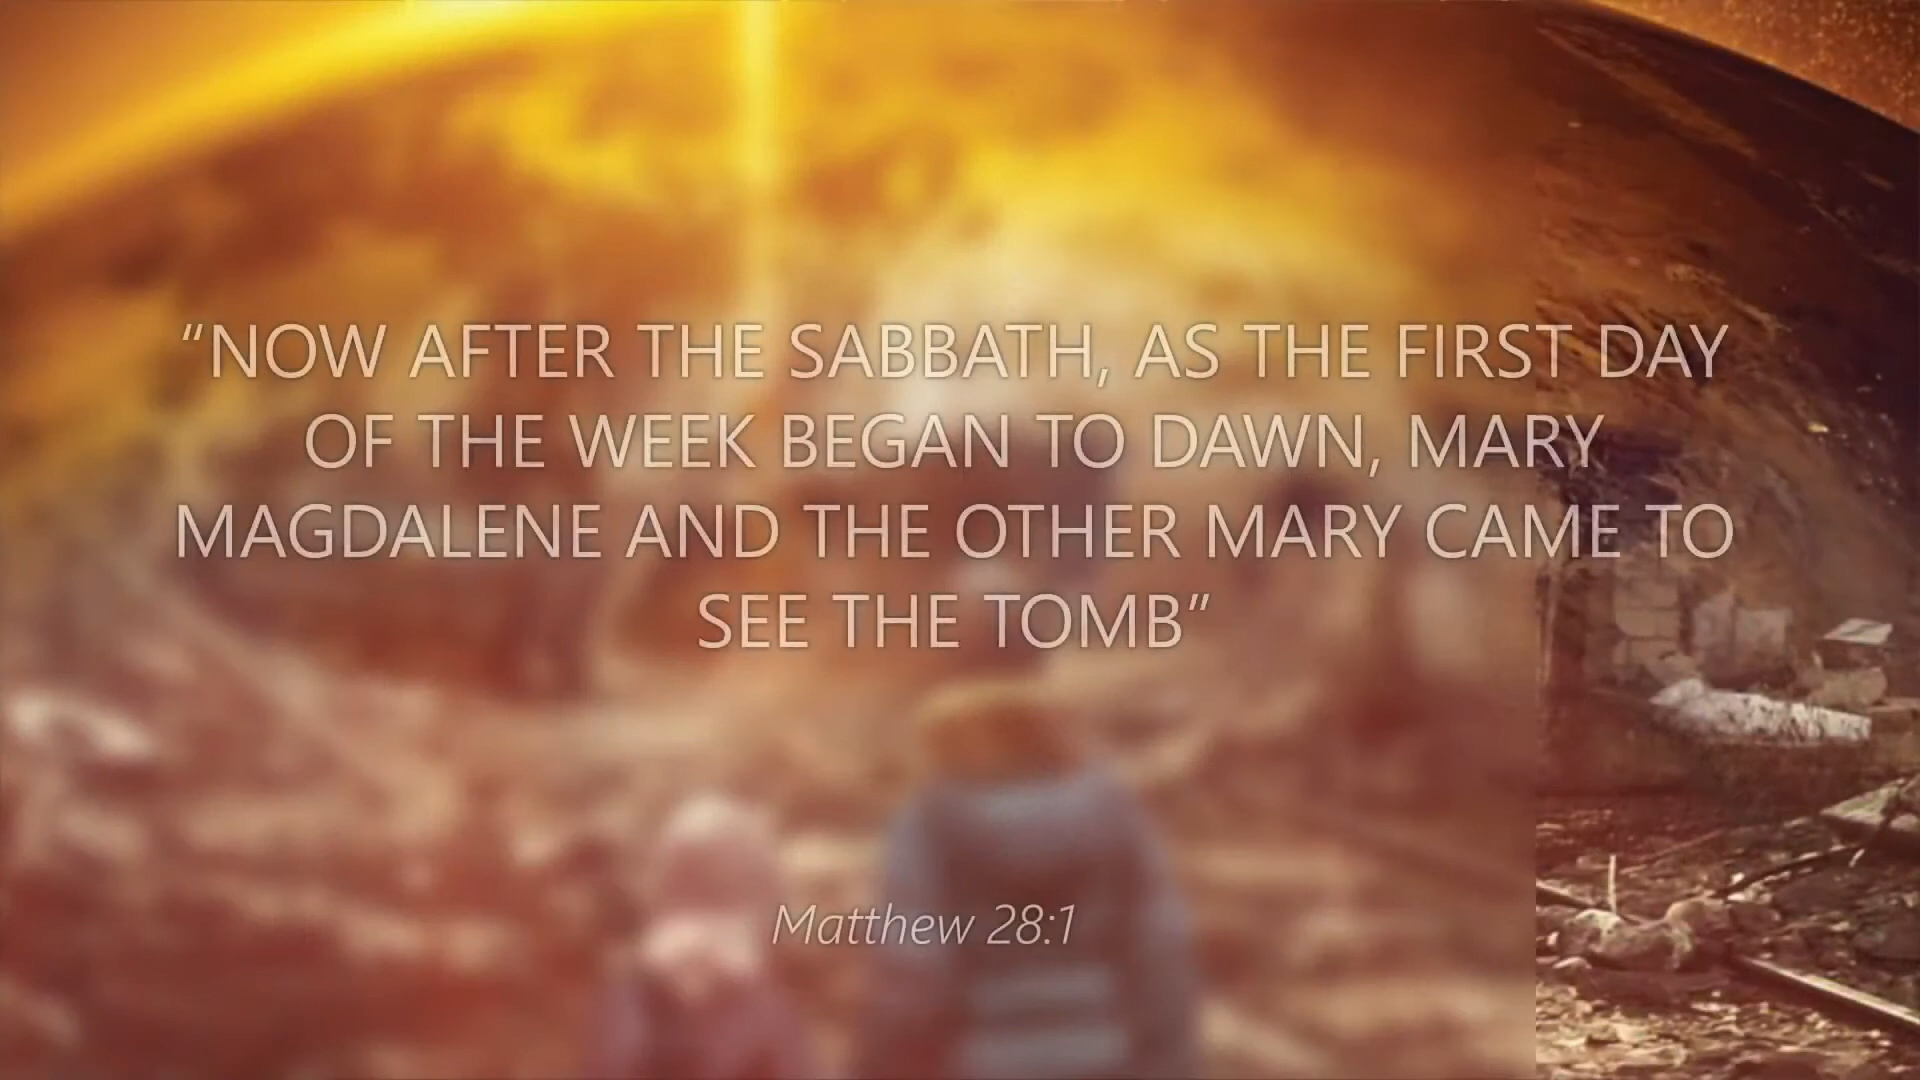 “NOW AFTER THE SABBATH, AS THE FIRST DAY
OF THE WEEK BEGAN TO DAWN, MARY
MAGDALENE AND THE OTHER MARY CAME TO
SEE THE TOMB”
Matthew 28:1